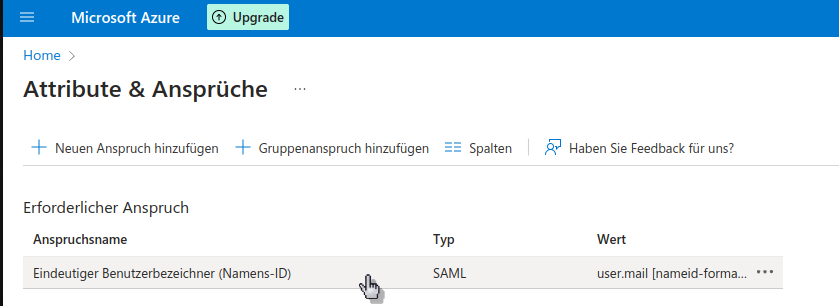 Microsoft Azure Upgrade
Home
Attribute & Ansprüche ...
Neuen Anspruch hinzufügen Gruppenanspruch hinzufügen Spalten Haben Sie Feedback für uns?
Erforderlicher Anspruch
Anspruchsname Typ Wert
Eindeutiger Benutzerbezeichner (Namens-ID) SAML user.mail [nameid-forma... ...